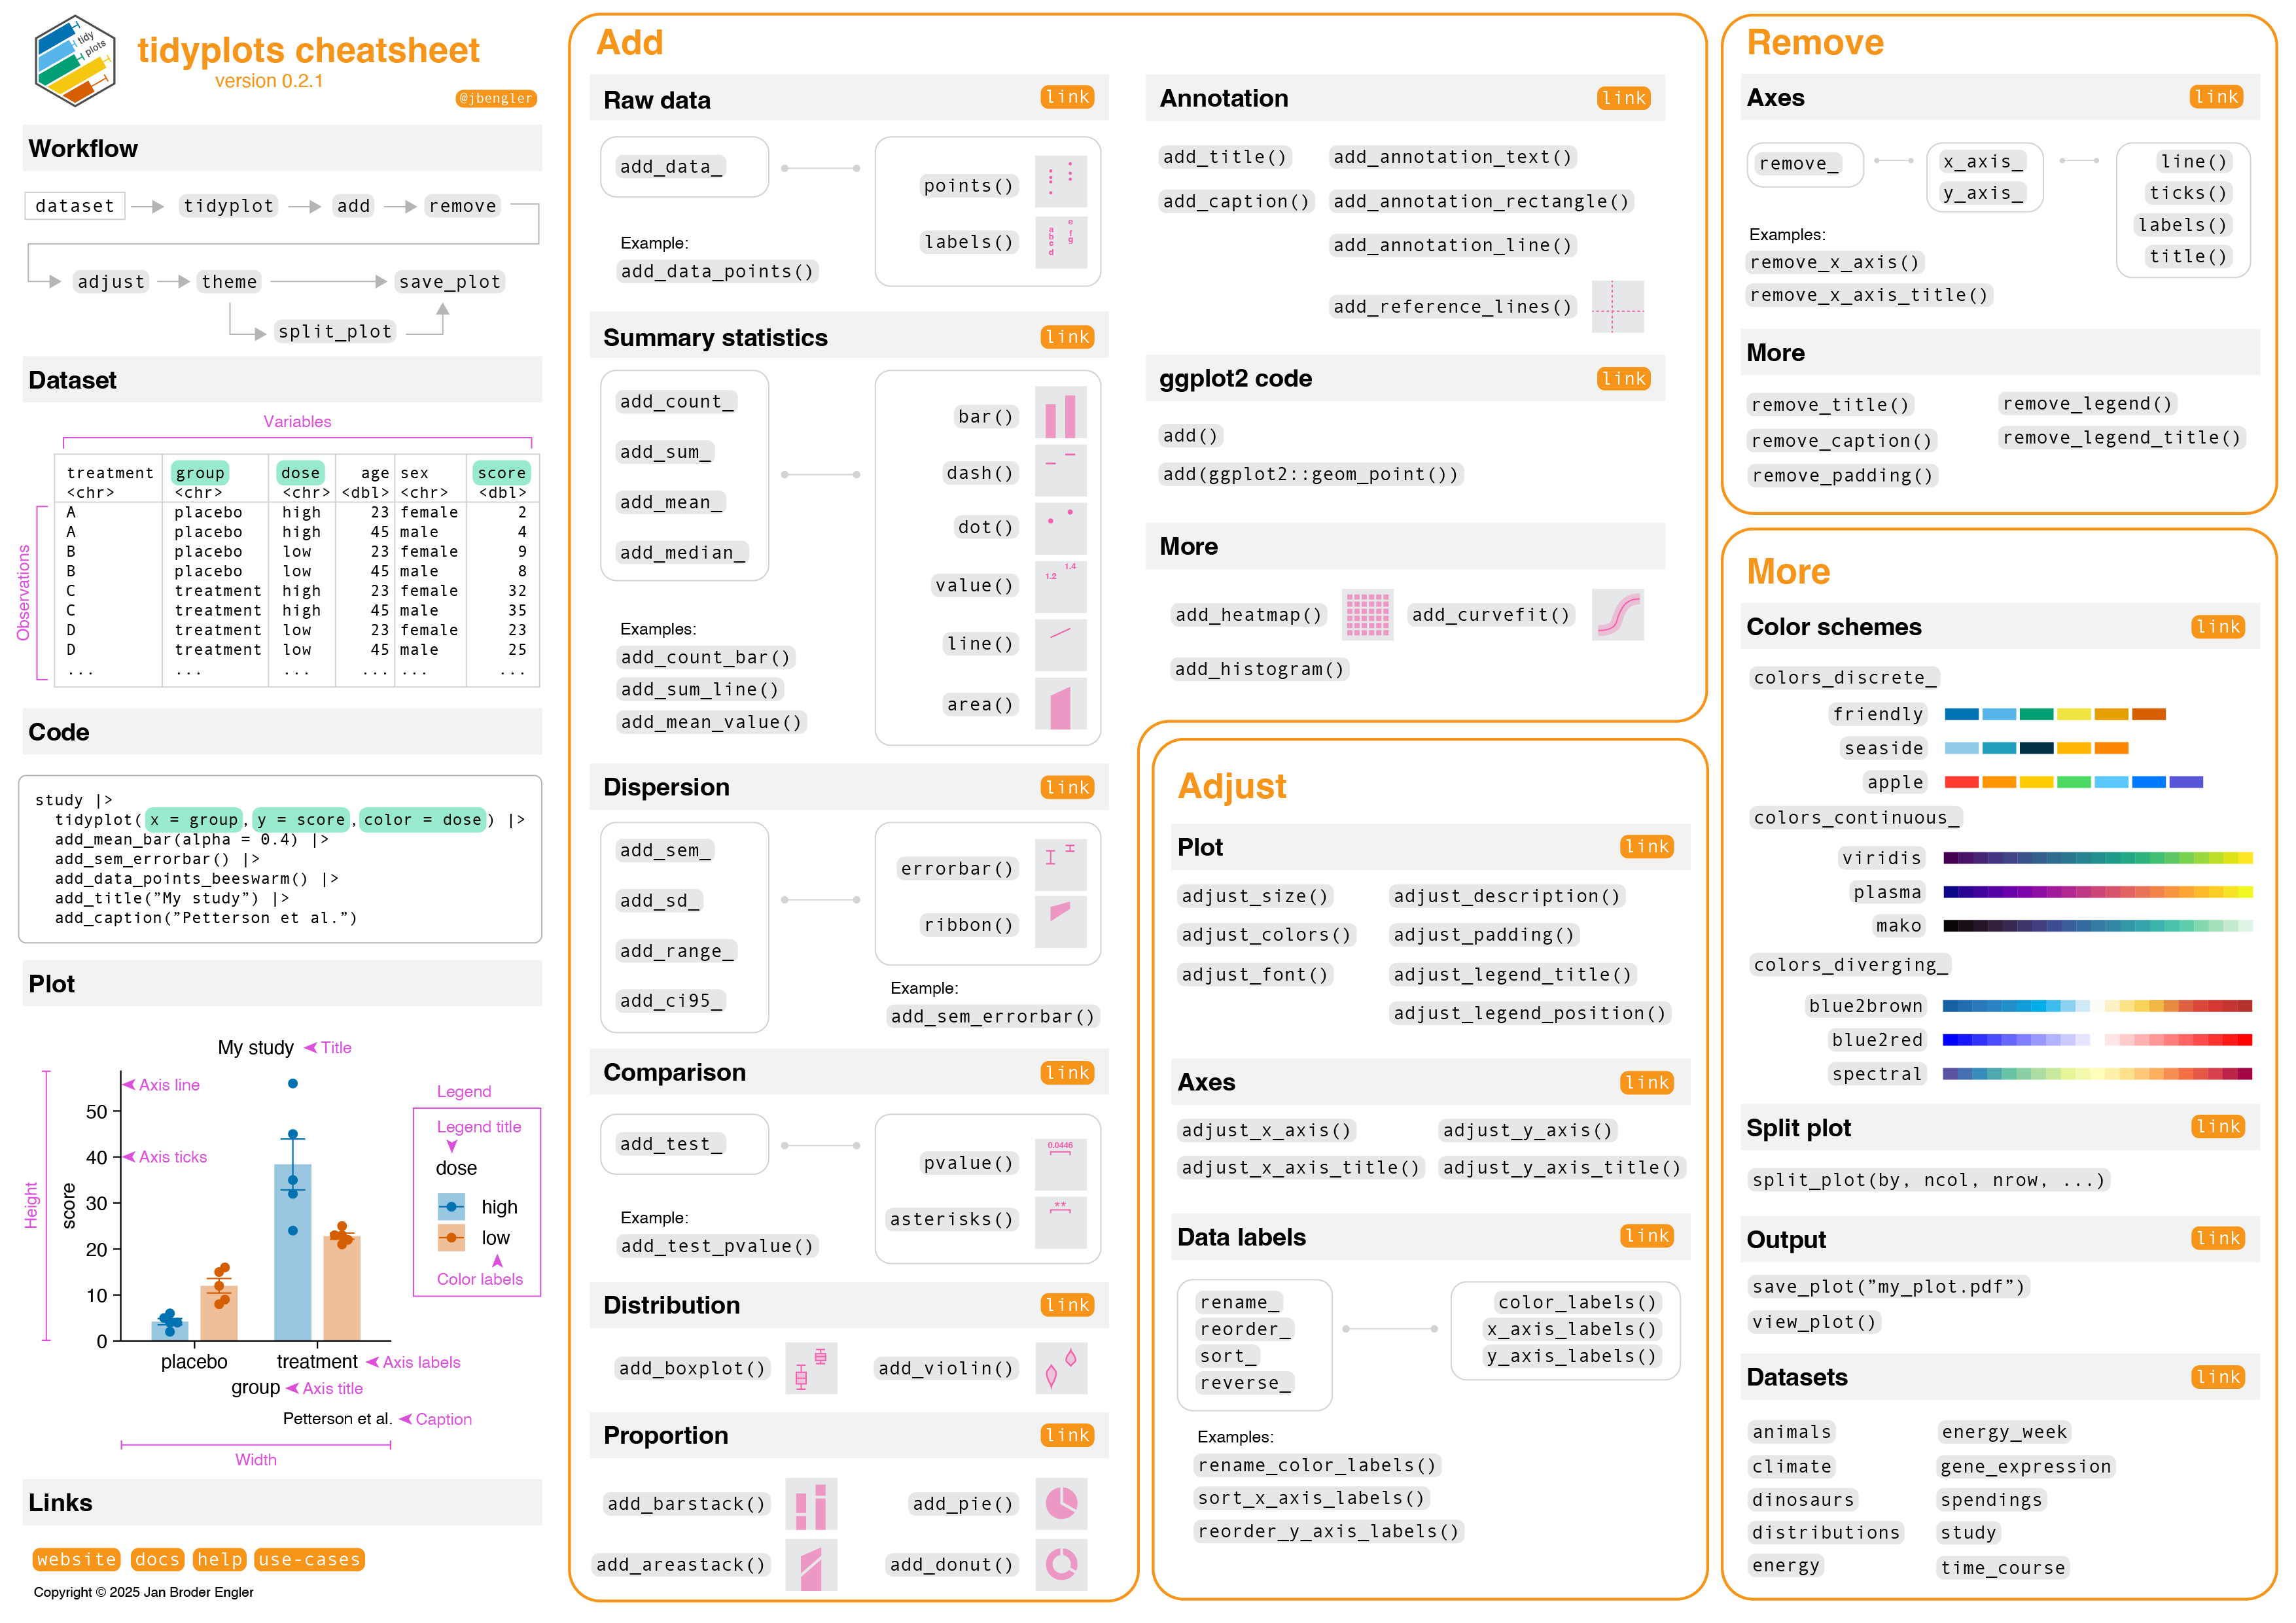 tidy
plots
tidyplots cheatsheet
version 0.2.1
@jbengler
Workflow
dataset tidyplot add remove
adjust theme save_plot
split_plot
Dataset
Variables
Observations
treatment group dose age sex score
<chr> <chr> <chr> <dbl> <chr> <dbl>
A placebo high 23 female 2
A placebo high 45 male 4
B placebo low 23 female 9
B placebo low 45 male 8
C treatment high 23 female 32
C treatment high 45 male 35
D treatment low 23 female 23
D treatment low 45 male 25
... ... ... ... ... ...
Code
study |>
tidyplot(x = group, y = score, color = dose) |>
add_mean_bar(alpha = 0.4) |>
add_sem_errorbar() |>
add_data_points_beeswarm() |>
add_title(”My study”) |>
add_caption(”Petterson et al.”)
Plot
My study Title
Axis line
Axis ticks
Height
score
50
40
30
20
10
0
placebo treatment Axis labels
group Axis title
Petterson et al. Caption
Width
Legend
Legend title
dose
high
low
Color labels
Links
website docs help use-cases
Copyright © 2025 Jan Broder Engler
Add
Raw data link
add_data_
points()
labels()
a
b
c
d
e
f
g
Example:
add_data_points()
Summary statistics link
add_count_
add_sum_
add_mean_
add_median_
bar()
dash()
dot()
value() 1.2 1.4
line()
area()
Examples:
add_count_bar()
add_sum_line()
add_mean_value()
Dispersion link
add_sem_
add_sd_
add_range_
add_ci95_
errorbar()
ribbon()
Example:
add_sem_errorbar()
Comparison link
add_test_
pvalue() 0.0446
asterisks() **
Example:
add_test_pvalue()
Distribution link
add_boxplot() add_violin()
Proportion link
add_barstack() add_pie()
add_areastack() add_donut()
Annotation link
add_title() add_annotation_text()
add_caption() add_annotation_rectangle()
add_annotation_line()
add_reference_lines()
ggplot2 code link
add()
add(ggplot2::geom_point())
More
add_heatmap() add_curvefit()
add_histogram()
Adjust
Plot link
adjust_size() adjust_description()
adjust_colors() adjust_padding()
adjust_font() adjust_legend_title()
adjust_legend_position()
Axes link
adjust_x_axis() adjust_y_axis()
adjust_x_axis_title() adjust_y_axis_title()
Data labels link
rename_
reorder_
sort_
reverse_
color_labels()
x_axis_labels()
y_axis_labels()
Examples:
rename_color_labels()
sort_x_axis_labels()
reorder_y_axis_labels()
Remove
Axes link
remove_
x_axis_
y_axis_
line()
ticks()
labels()
title()
Examples:
remove_x_axis()
remove_x_axis_title()
More
remove_title() remove_legend()
remove_caption() remove_legend_title()
remove_padding()
More
Color schemes link
colors_discrete_
friendly
seaside
apple
colors_continuous_
viridis
plasma
mako
colors_diverging_
blue2brown
blue2red
spectral
Split plot link
split_plot(by, ncol, nrow, ...)
Output link
save_plot(”my_plot.pdf”)
view_plot()
Datasets link
animals energy_week
climate gene_expression
dinosaurs spendings
distributions study
energy time_course